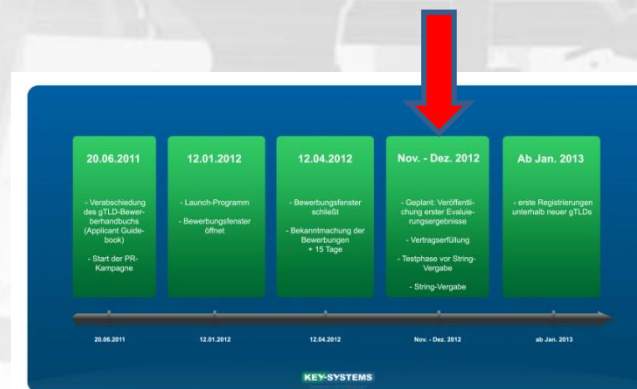 20.06.2011
- Verabschiedung
des gTLD-Bewer-
berhandbuchs
(Applicant Guide-
book)
- Start der PR-
Kampagne
12.01.2012
- Launch-Programm
- Bewerbungsfenster
öffnet
12.04.2012
- Bewerbungsfenster
schließt
- Bekanntmachung der
Bewerbungen
+ 15 Tage
Nov. - Dez. 2012
- Geplant: Veröffentli-
chung erster Evaluie-
rungsergebnisse
- Vertragserfüllung
- Testphase vor String-
Vergabe
- String-Vergabe
Ab Jan. 2013
- erste Registrierungen
unterhalb neuer gTLDs
20.06.2011
12.01.2012
12.04.2012
Nov. - Dez. 2012
ab Jan. 2013
KEY-SYSTEMS